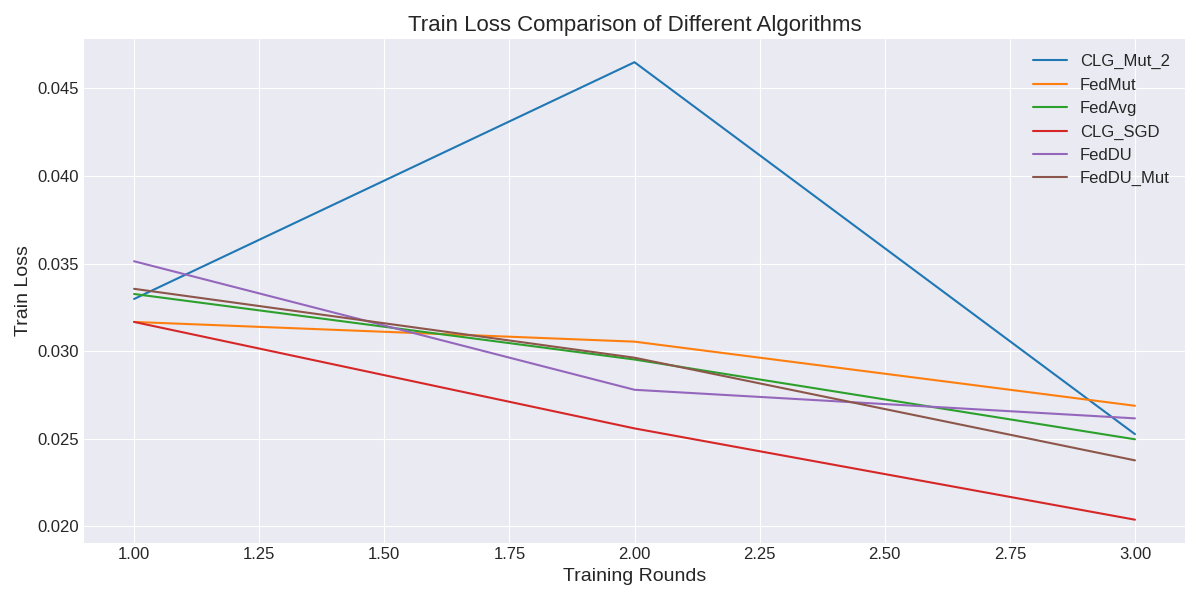 Train Loss Comparison of Different Algorithms
CLG_Mut_2
FedMut
FedAvg
CLG_SGD
FedDU
FedDU_Mut
Train Loss
0.045
0.040
0.035
0.030
0.025
0.020
1.00 1.25 1.50 1.75 2.00 2.25 2.50 2.75 3.00
Training Rounds